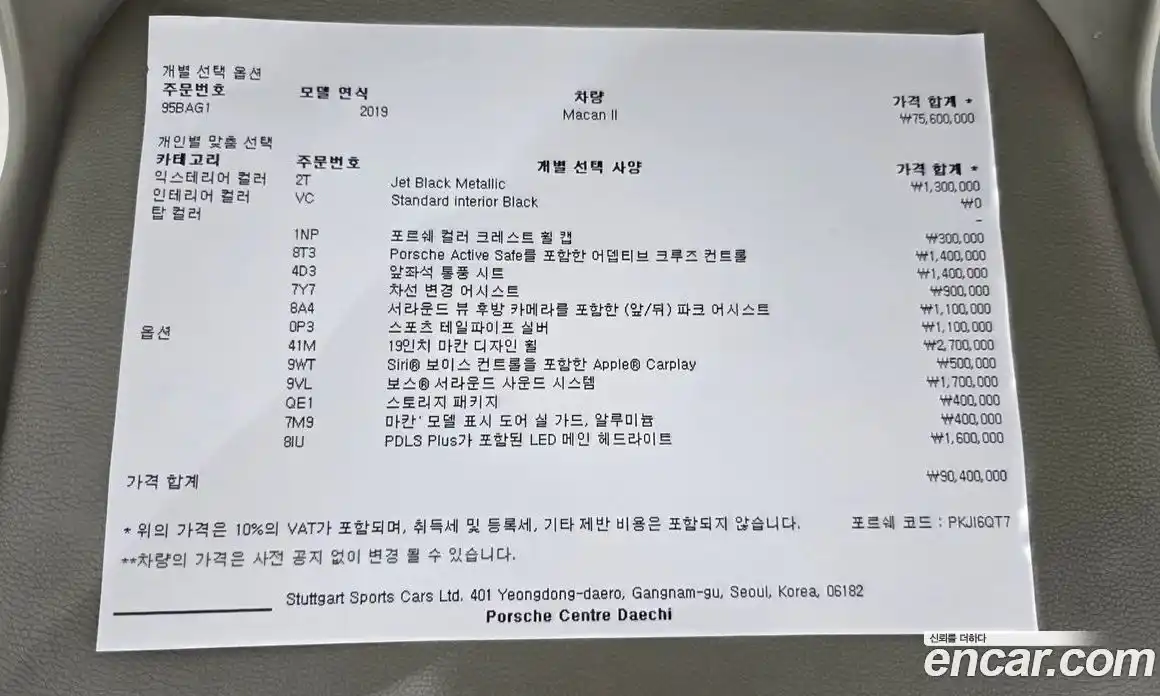 개별 선택 옵션
주문번호 모델 연식 차량 가격 합계 *
95BAG1 2019 Macan II ₩75,600,000
개인별 맞춤 선택
카테고리 주문번호 개별 선택 사양 가격 합계 *
익스테리어 컬러 2T Jet Black Metallic ₩1,300,000
인테리어 컬러 VC Standard interior Black ₩0
탑 컬러 -
1NP 포르쉐 컬러 크레스트 휠 캡 ₩300,000
8T3 Porsche Active Safe를 포함한 어댑티브 크루즈 컨트롤 ₩1,400,000
4D3 앞좌석 통풍 시트 ₩1,400,000
7Y7 차선 변경 어시스트 ₩900,000
8A4 서라운드 뷰 후방 카메라를 포함한 (앞/뒤) 파크 어시스트 ₩1,100,000
옵션 0P3 스포츠 테일파이프 실버 ₩1,100,000
41M 19인치 마칸 디자인 휠 ₩2,700,000
9WT Siri® 보이스 컨트롤을 포함한 Apple® Carplay ₩500,000
9VL 보스® 서라운드 사운드 시스템 ₩1,700,000
QE1 스토리지 패키지 ₩400,000
7M9 마칸' 모델 표시 도어 실 가드, 알루미늄 ₩400,000
8IU PDLS Plus가 포함된 LED 메인 헤드라이트 ₩1,600,000
가격 합계 ₩90,400,000
* 위의 가격은 10%의 VAT가 포함되며, 취득세 및 등록세, 기타 제반 비용은 포함되지 않습니다. 포르쉐 코드 : PKJI6QT7
**차량의 가격은 사전 공지 없이 변경 될 수 있습니다.
Stuttgart Sports Cars Ltd. 401 Yeongdong-daero, Gangnam-gu, Seoul, Korea, 06182
Porsche Centre Daechi
신뢰를 더하다
encar.com